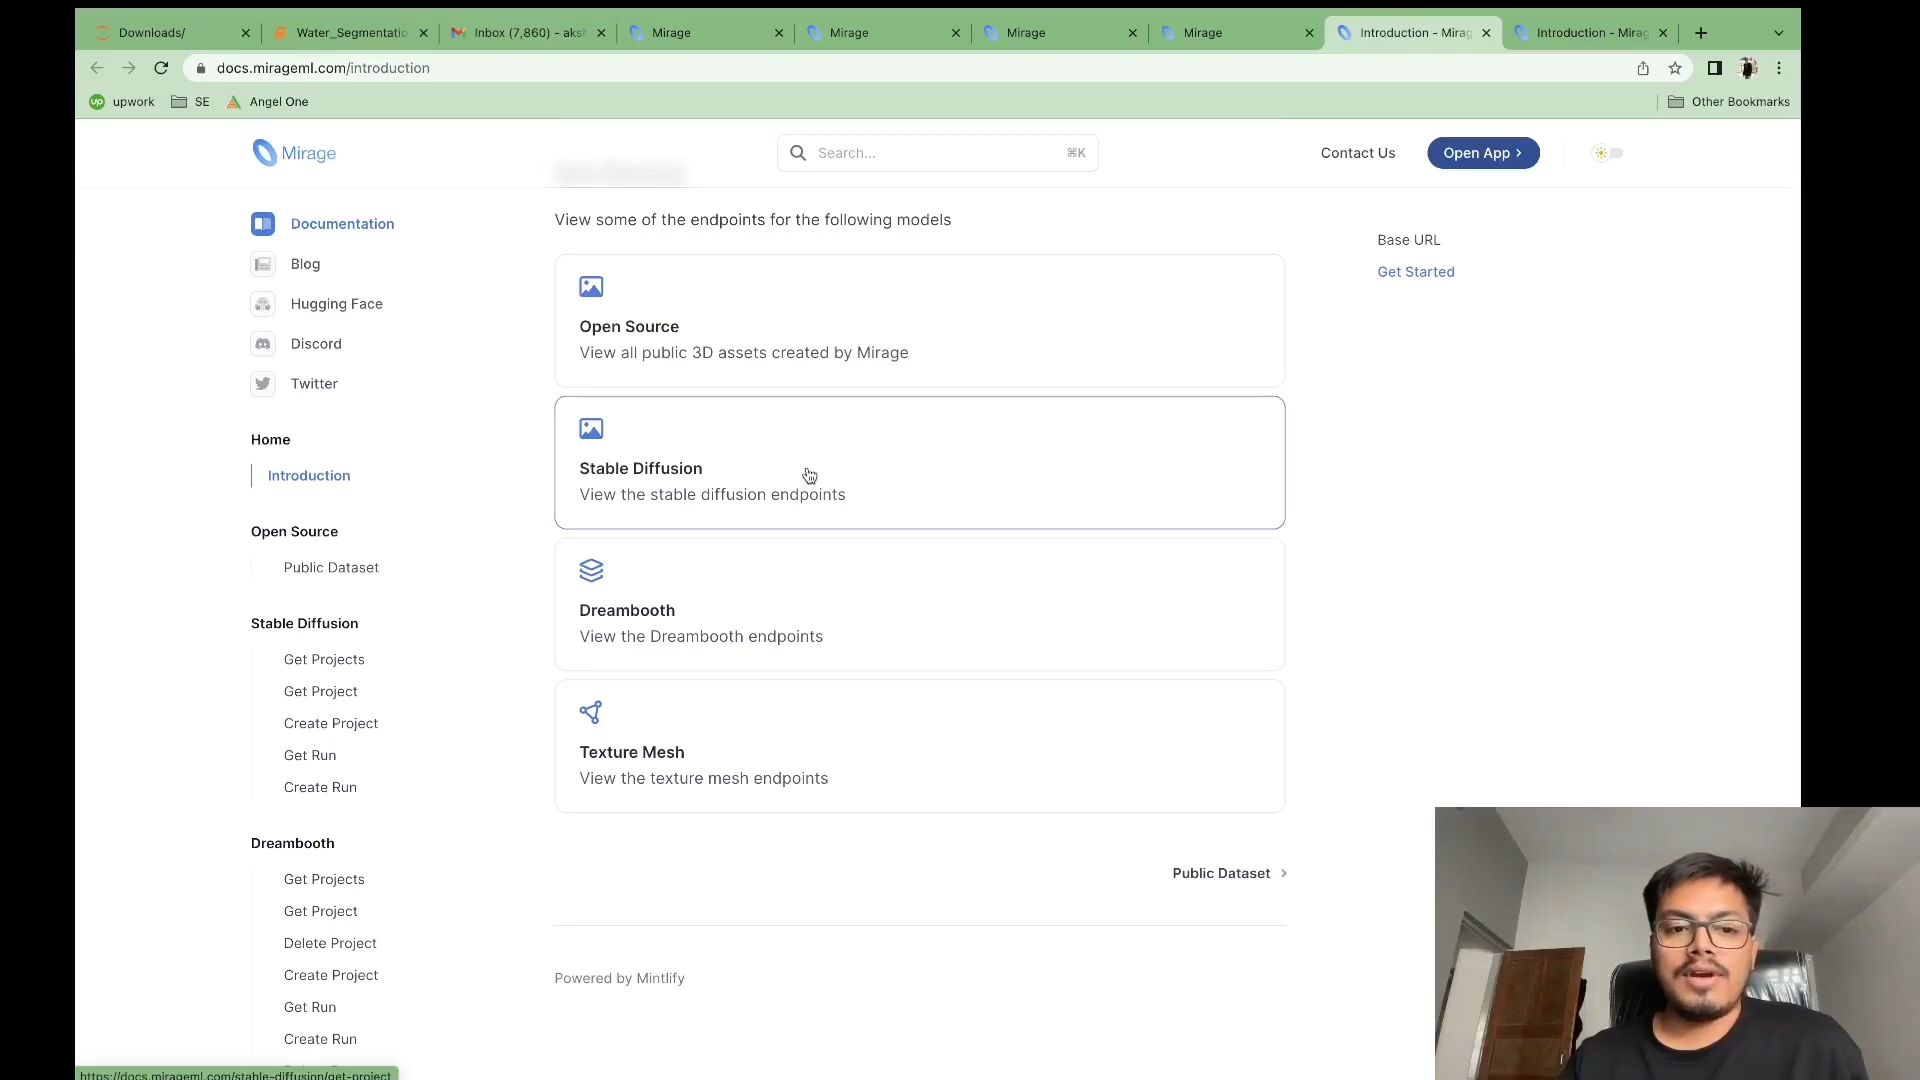 Downloads/
Water_Segmentatio
Inbox (7,860) - aksh
Mirage
Mirage
Mirage
Mirage
Introduction - Mirag
Introduction - Mirag
docs.mirageml.com/introduction
upwork
SE
Angel One
Other Bookmarks
Mirage
Search...
⌘K
Contact Us
Open App
Documentation
Blog
Hugging Face
Discord
Twitter
Home
Introduction
Open Source
Public Dataset
Stable Diffusion
Get Projects
Get Project
Create Project
Get Run
Create Run
Dreambooth
Get Projects
Get Project
Delete Project
Create Project
Get Run
Create Run
View some of the endpoints for the following models
Open Source
View all public 3D assets created by Mirage
Stable Diffusion
View the stable diffusion endpoints
Dreambooth
View the Dreambooth endpoints
Texture Mesh
View the texture mesh endpoints
Public Dataset
Powered by Mintlify
Base URL
Get Started
https://docs.mirageml.com/stable-diffusion/get-project